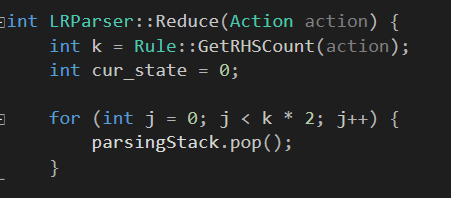 int LRParser::Reduce(Action action) {
int k = Rule::GetRHSCount(action);
int cur_state = 0;
for (int j = 0; j < k * 2; j++) {
parsingStack.pop();
}